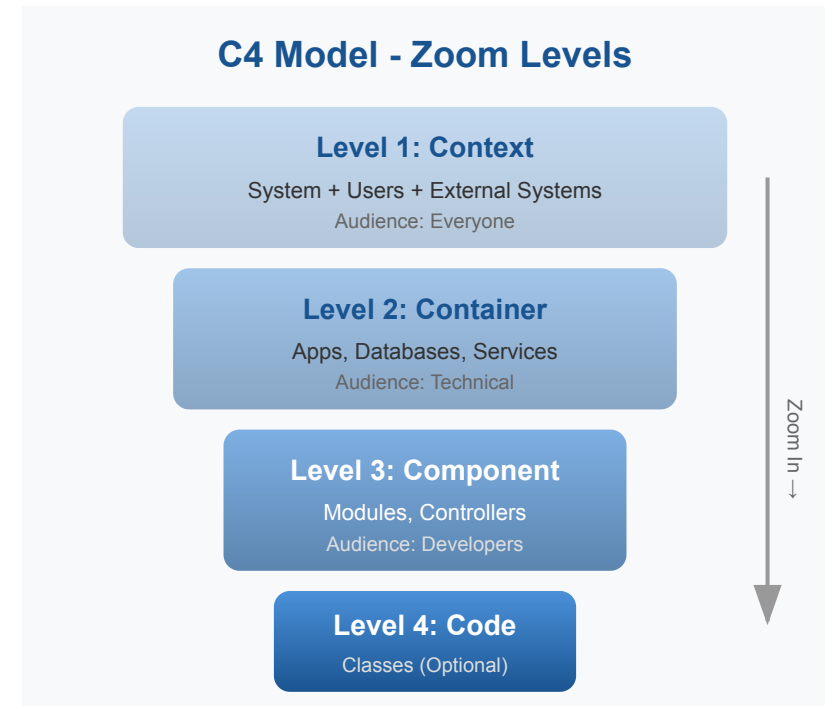 C4 Model - Zoom Levels
Level 1: Context
System + Users + External Systems
Audience: Everyone
Level 2: Container
Apps, Databases, Services
Audience: Technical
Level 3: Component
Modules, Controllers
Audience: Developers
Level 4: Code
Classes (Optional)
Zoom In →